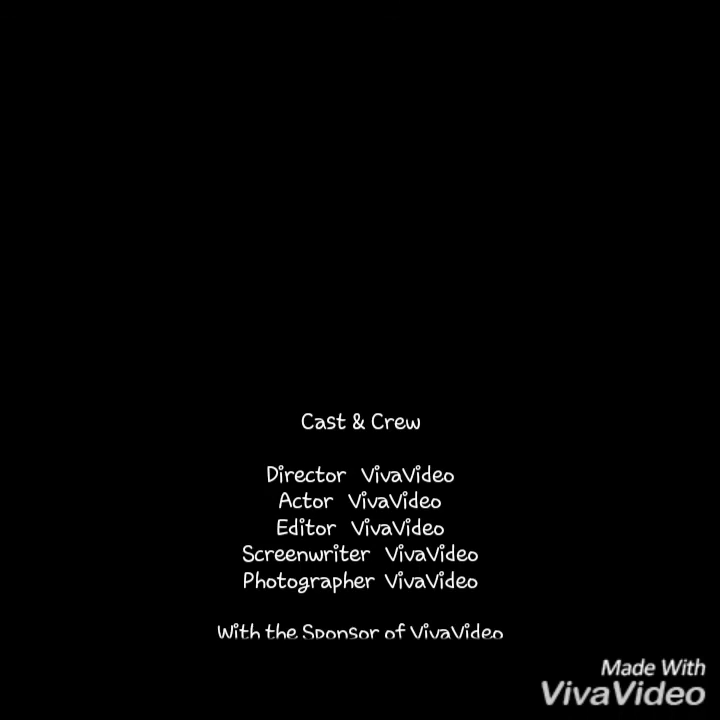 Cast & Crew
Director VivaVideo
Actor VivaVideo
Editor VivaVideo
Screenwriter VivaVideo
Photographer VivaVideo
With the Sponsor of VivaVideo
Made With
VivaVideo